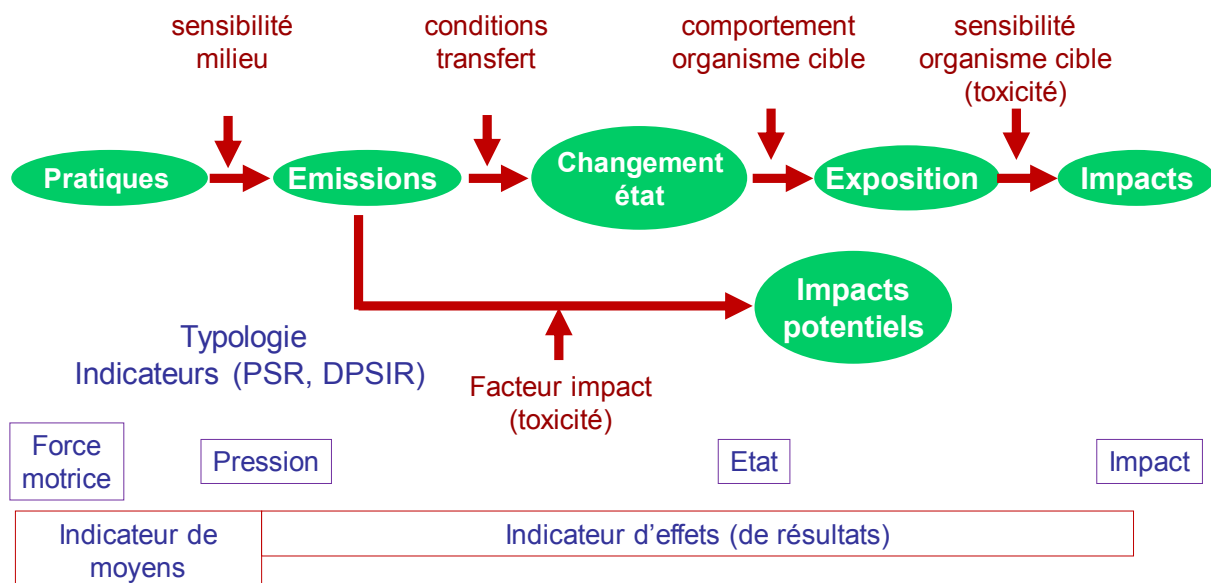 sensibilité
milieu
conditions
transfert
comportement
organisme cible
sensibilité
organisme cible
(toxicité)
Pratiques
Emissions
Changement
état
Exposition
Impacts
Impacts
potentiels
Typologie
Indicateurs (PSR, DPSIR)
Facteur impact
(toxicité)
Force
motrice
Pression
Etat
Impact
Indicateur de
moyens
Indicateur d'effets (de résultats)